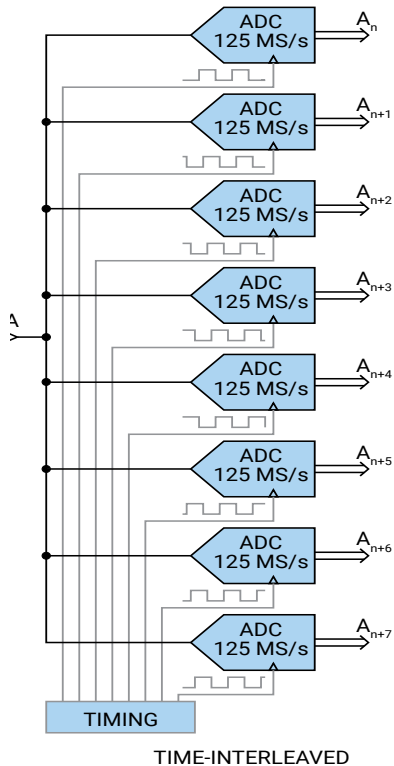 ADC
125 MS/s
An
ADC
125 MS/s
An+1
ADC
125 MS/s
An+2
ADC
125 MS/s
An+3
A
ADC
125 MS/s
An+4
ADC
125 MS/s
An+5
ADC
125 MS/s
An+6
ADC
125 MS/s
An+7
TIMING
TIME-INTERLEAVED